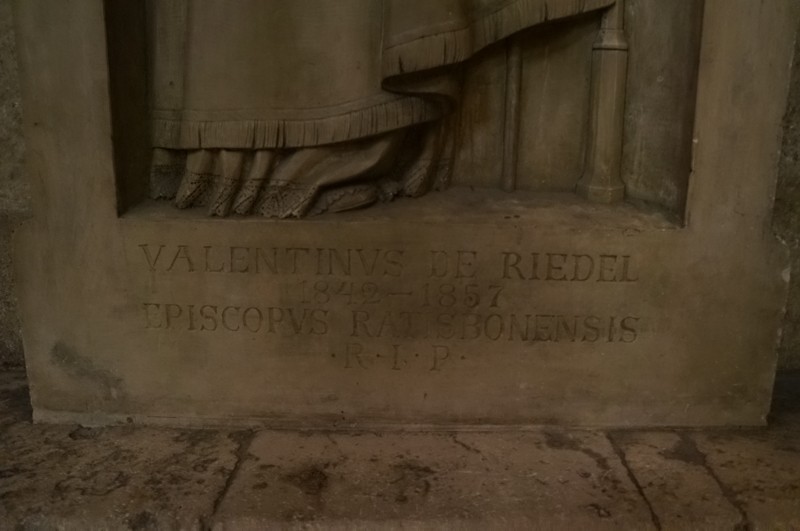 VALENTINVS DE RIEDEL
1842-1857
EPISCOPVS RATISBONENSIS
·R·I·P·